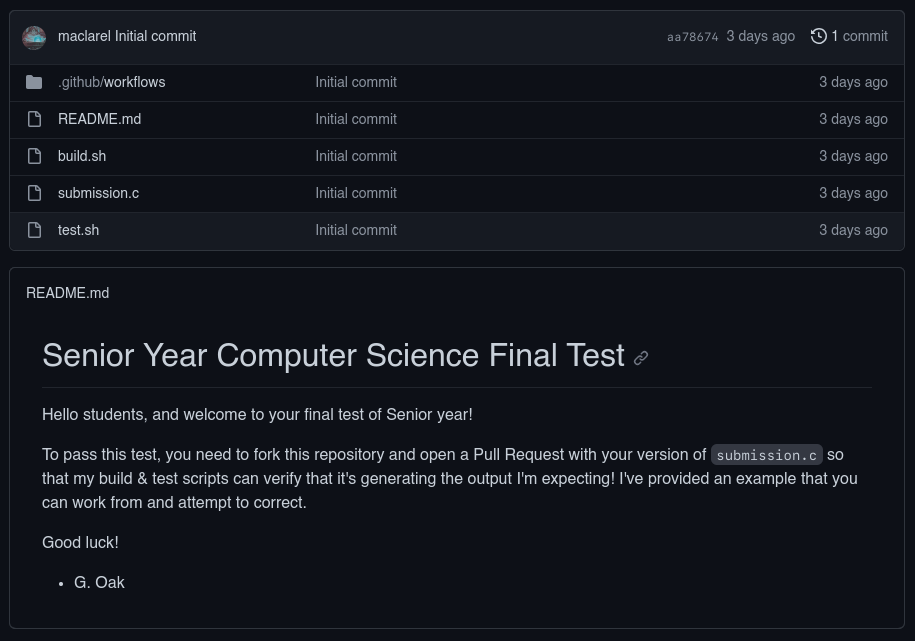 maclarel Initial commit aa78674 3 days ago 1 commit
.github/workflows Initial commit 3 days ago
README.md Initial commit 3 days ago
build.sh Initial commit 3 days ago
submission.c Initial commit 3 days ago
test.sh Initial commit 3 days ago
README.md
Senior Year Computer Science Final Test
Hello students, and welcome to your final test of Senior year!
To pass this test, you need to fork this repository and open a Pull Request with your version of submission.c so
that my build & test scripts can verify that it's generating the output I'm expecting! I've provided an example that you
can work from and attempt to correct.
Good luck!
• G. Oak